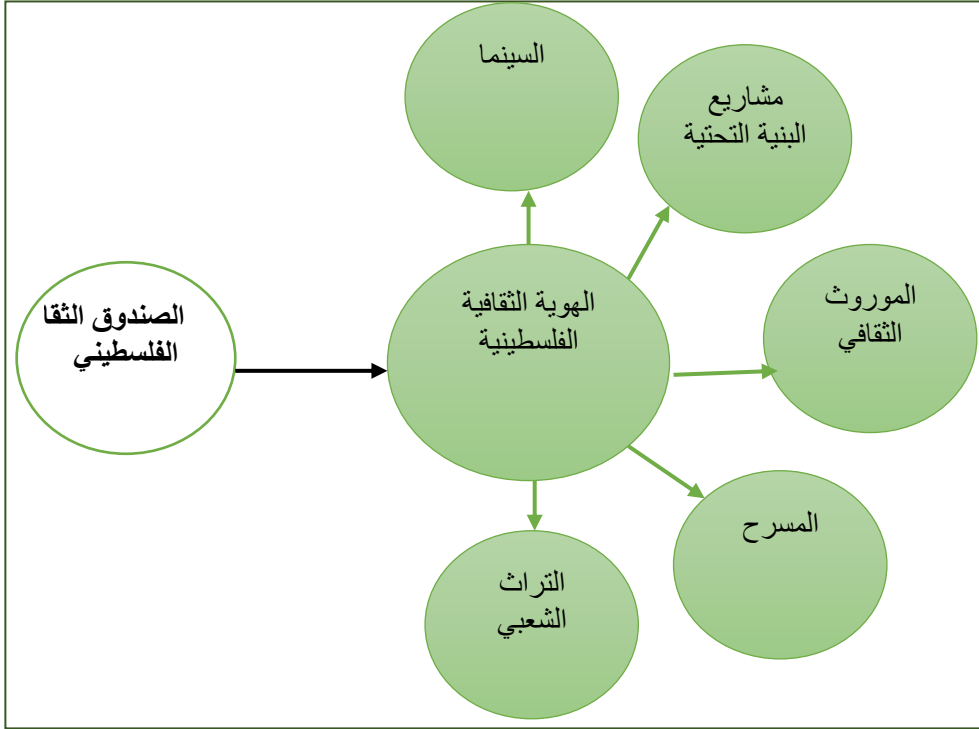 السينما
مشاريع
البنية التحتية
الصندوق الثقا
الفلسطيني
الهوية الثقافية
الفلسطينية
الموروث
الثقافي
المسرح
التراث
الشعبي